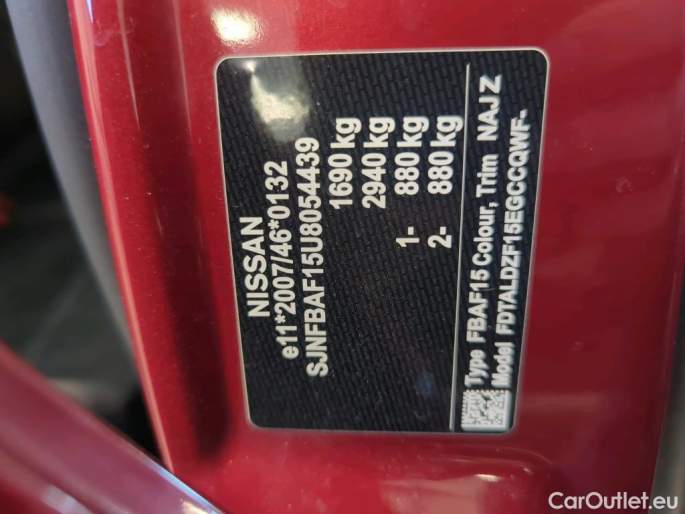 NISSAN
e11*2007/46*0132
SJNFBAF15U8054439
1690 kg
2940 kg
1- 880 kg
2- 880 kg
Type FBAF15 Colour, Trim NAJ Z
Model FDTALDZF15EGCCQWF-
CarOutlet.eu